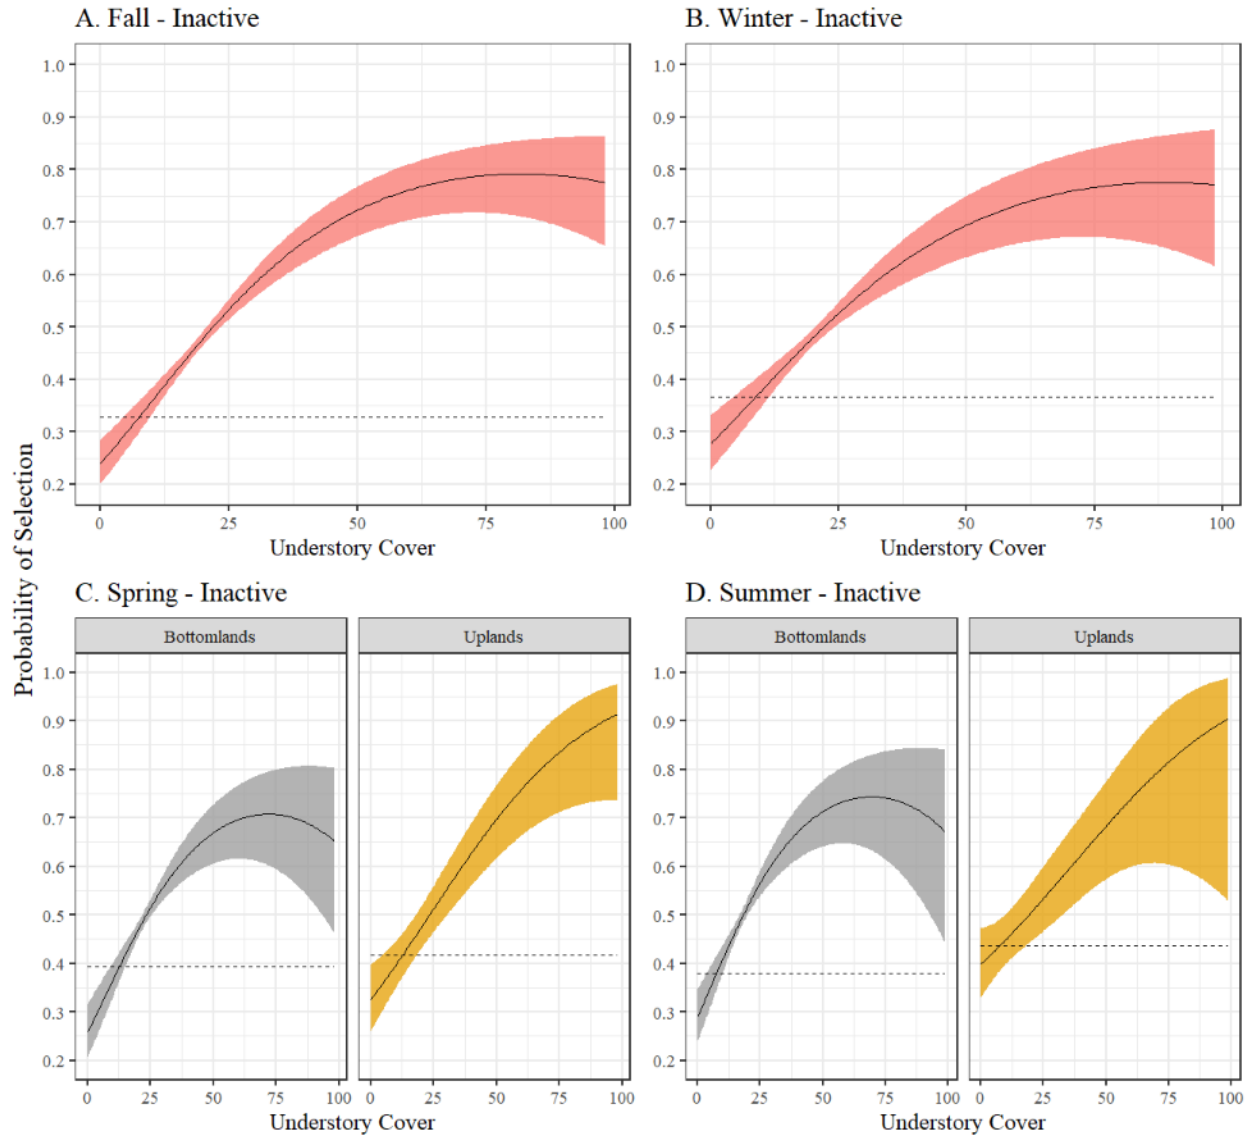 A. Fall - Inactive
B. Winter - Inactive
1.0
0.9
0.8
0.7
0.6
0.5
0.4
0.3
0.2
0 25 50 75 100
Understory Cover
1.0
0.9
0.8
0.7
0.6
0.5
0.4
0.3
0.2
0 25 50 75 100
Understory Cover
Probability of Selection
C. Spring - Inactive
D. Summer - Inactive
Bottomlands Uplands
1.0
0.9
0.8
0.7
0.6
0.5
0.4
0.3
0.2
0 25 50 75 100 0 25 50 75 100
Understory Cover
Bottomlands Uplands
1.0
0.9
0.8
0.7
0.6
0.5
0.4
0.3
0.2
0 25 50 75 100 0 25 50 75 100
Understory Cover